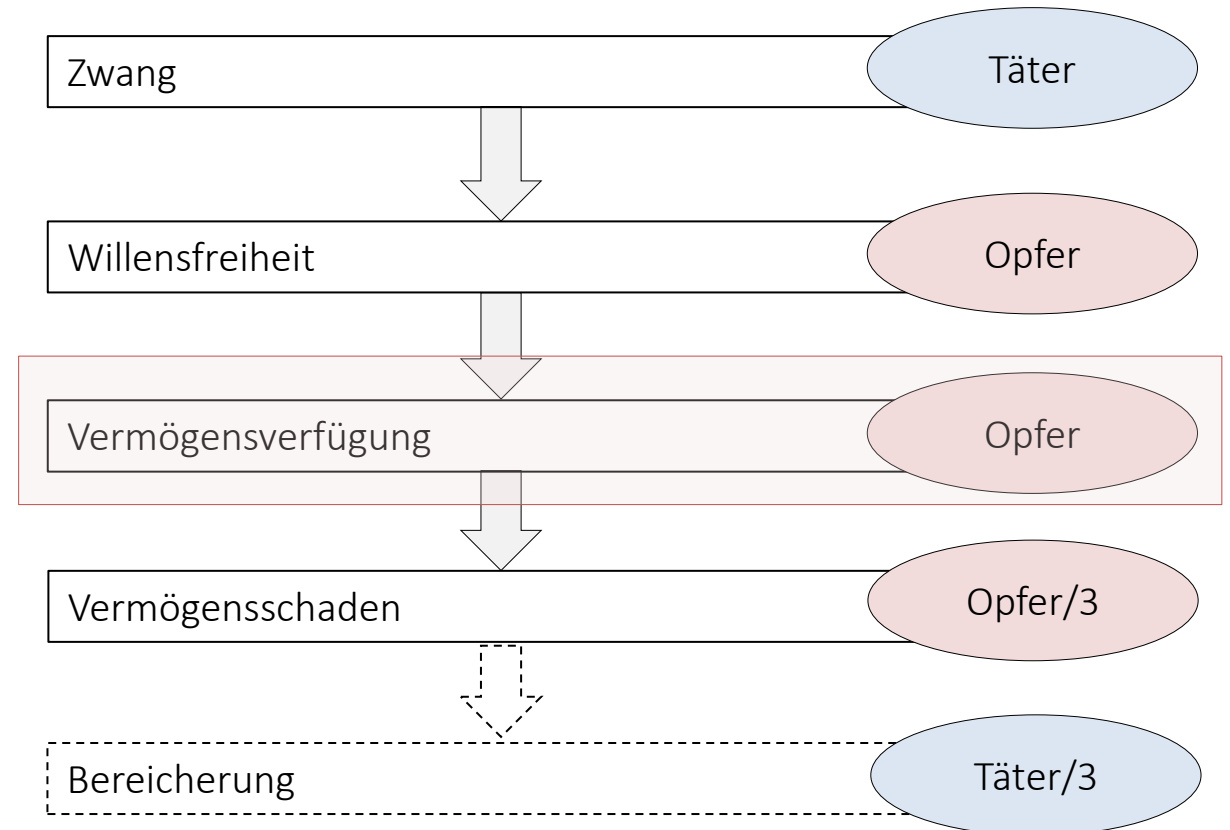 Zwang
Täter
Willensfreiheit
Opfer
Vermögensverfügung
Opfer
Vermögensschaden
Opfer/3
Bereicherung
Täter/3